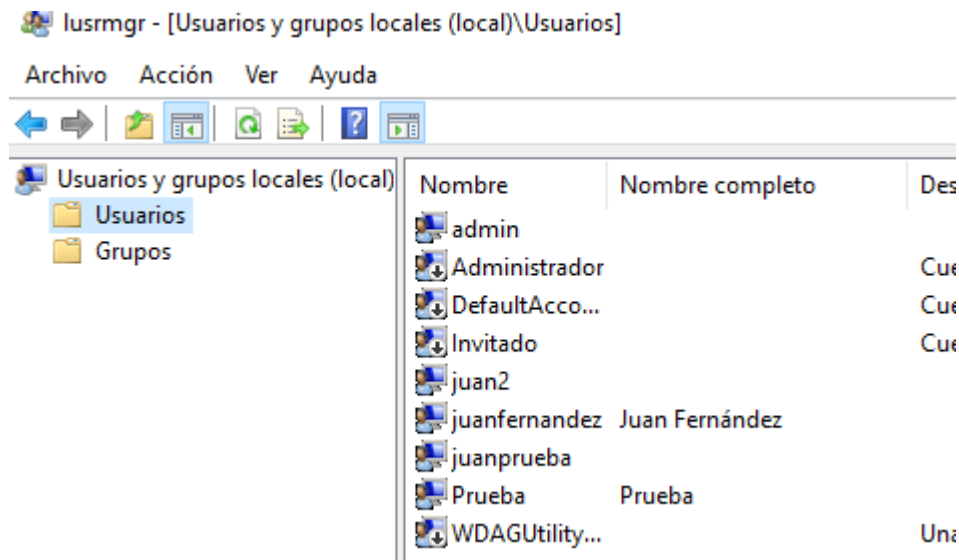 lusrmgr - [Usuarios y grupos locales (local)\Usuarios]
Archivo Acción Ver Ayuda
Usuarios y grupos locales (local)
Usuarios
Grupos
Nombre Nombre completo Des
admin
Administrador Cue
DefaultAcco... Cue
Invitado Cue
juan2
juanfernandez Juan Fernández
juanprueba
Prueba Prueba
WDAGUtility... Una